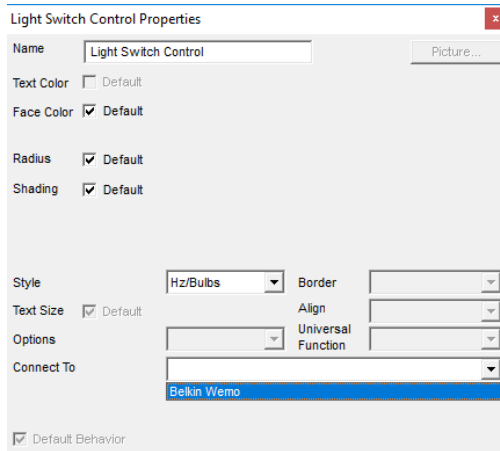 Light Switch Control Properties x
Name Light Switch Control Picture...
Text Color Default
Face Color Default
Radius Default
Shading Default
Style Hz/Bulbs Border
Text Size Default Align
Options Universal Function
Connect To
Belkin Wemo
Default Behavior